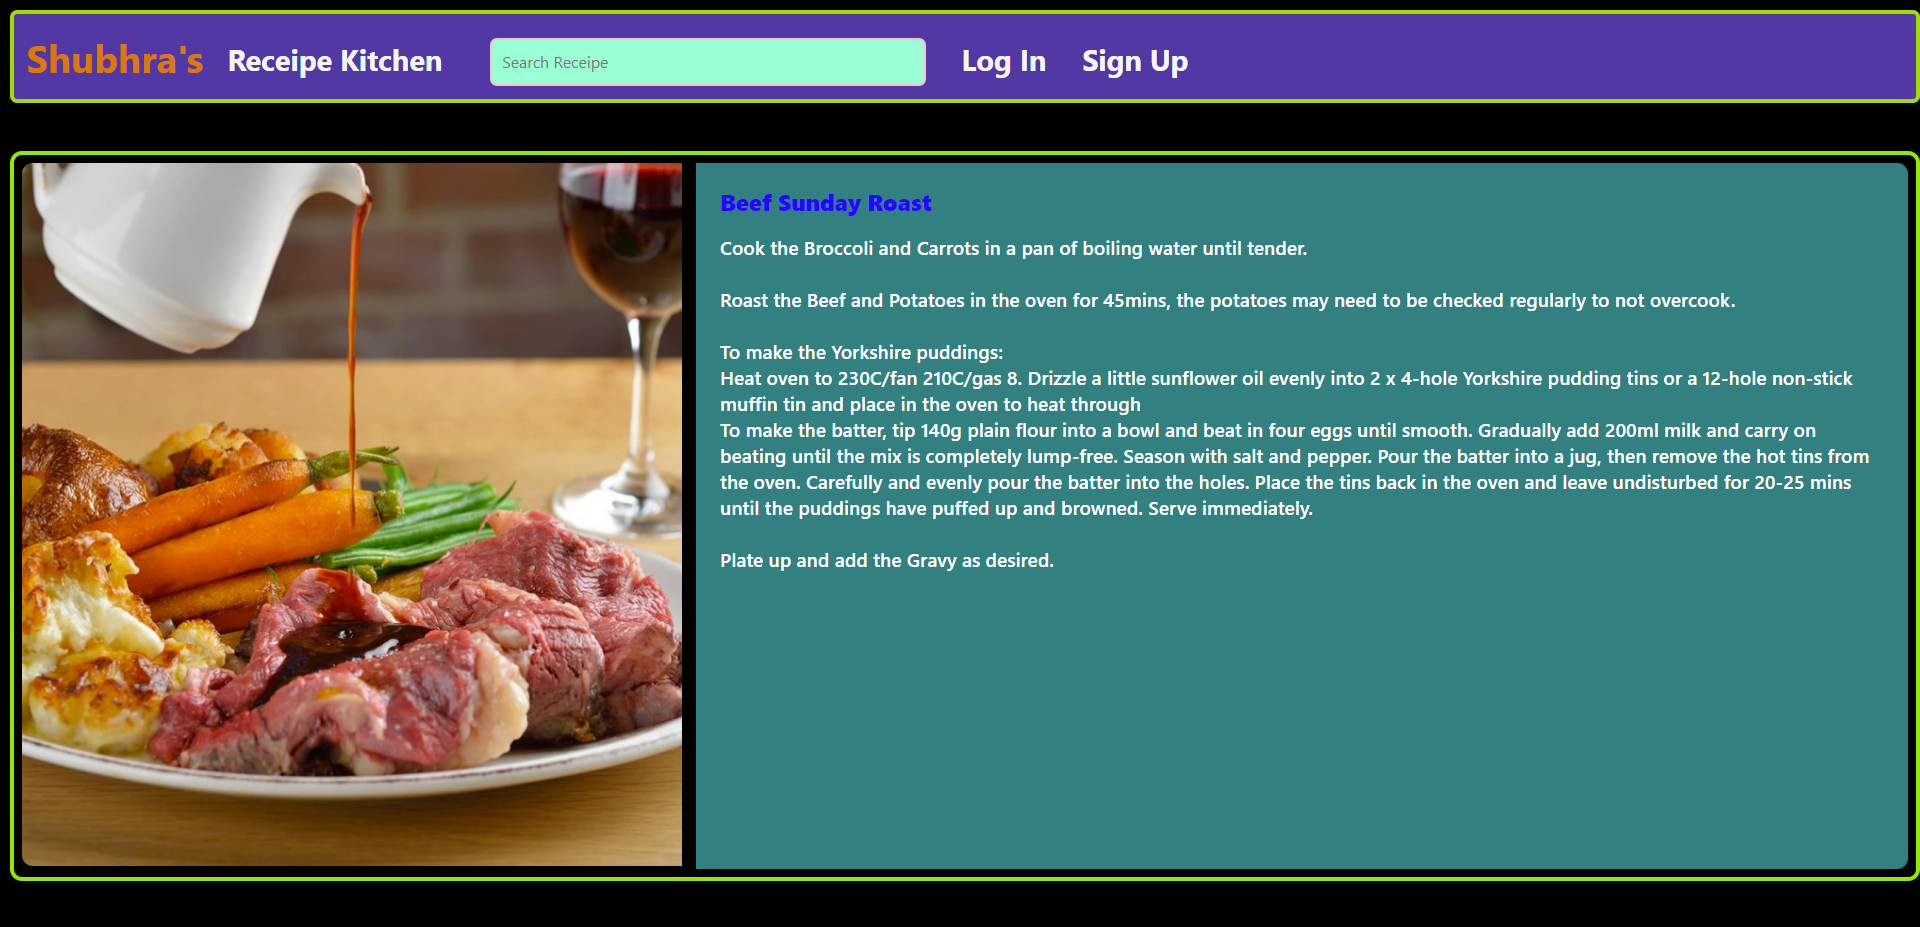 Shubhra's Receipe Kitchen Search Receipe Log In Sign Up
Beef Sunday Roast
Cook the Broccoli and Carrots in a pan of boiling water until tender.
Roast the Beef and Potatoes in the oven for 45mins, the potatoes may need to be checked regularly to not overcook.
To make the Yorkshire puddings:
Heat oven to 230C/fan 210C/gas 8. Drizzle a little sunflower oil evenly into 2 x 4-hole Yorkshire pudding tins or a 12-hole non-stick
muffin tin and place in the oven to heat through
To make the batter, tip 140g plain flour into a bowl and beat in four eggs until smooth. Gradually add 200ml milk and carry on
beating until the mix is completely lump-free. Season with salt and pepper. Pour the batter into a jug, then remove the hot tins from
the oven. Carefully and evenly pour the batter into the holes. Place the tins back in the oven and leave undisturbed for 20-25 mins
until the puddings have puffed up and browned. Serve immediately.
Plate up and add the Gravy as desired.